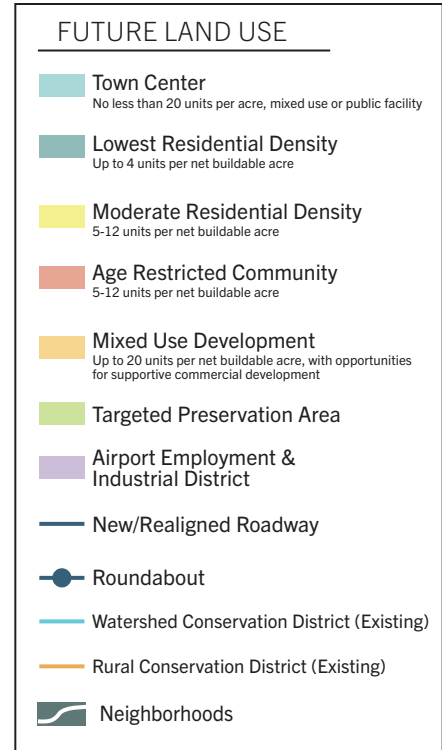 FUTURE LAND USE
Town Center
No less than 20 units per acre, mixed use or public facility
Lowest Residential Density
Up to 4 units per net buildable acre
Moderate Residential Density
5-12 units per net buildable acre
Age Restricted Community
5-12 units per net buildable acre
Mixed Use Development
Up to 20 units per net buildable acre, with opportunities
for supportive commercial development
Targeted Preservation Area
Airport Employment &
Industrial District
New/Realigned Roadway
Roundabout
Watershed Conservation District (Existing)
Rural Conservation District (Existing)
Neighborhoods